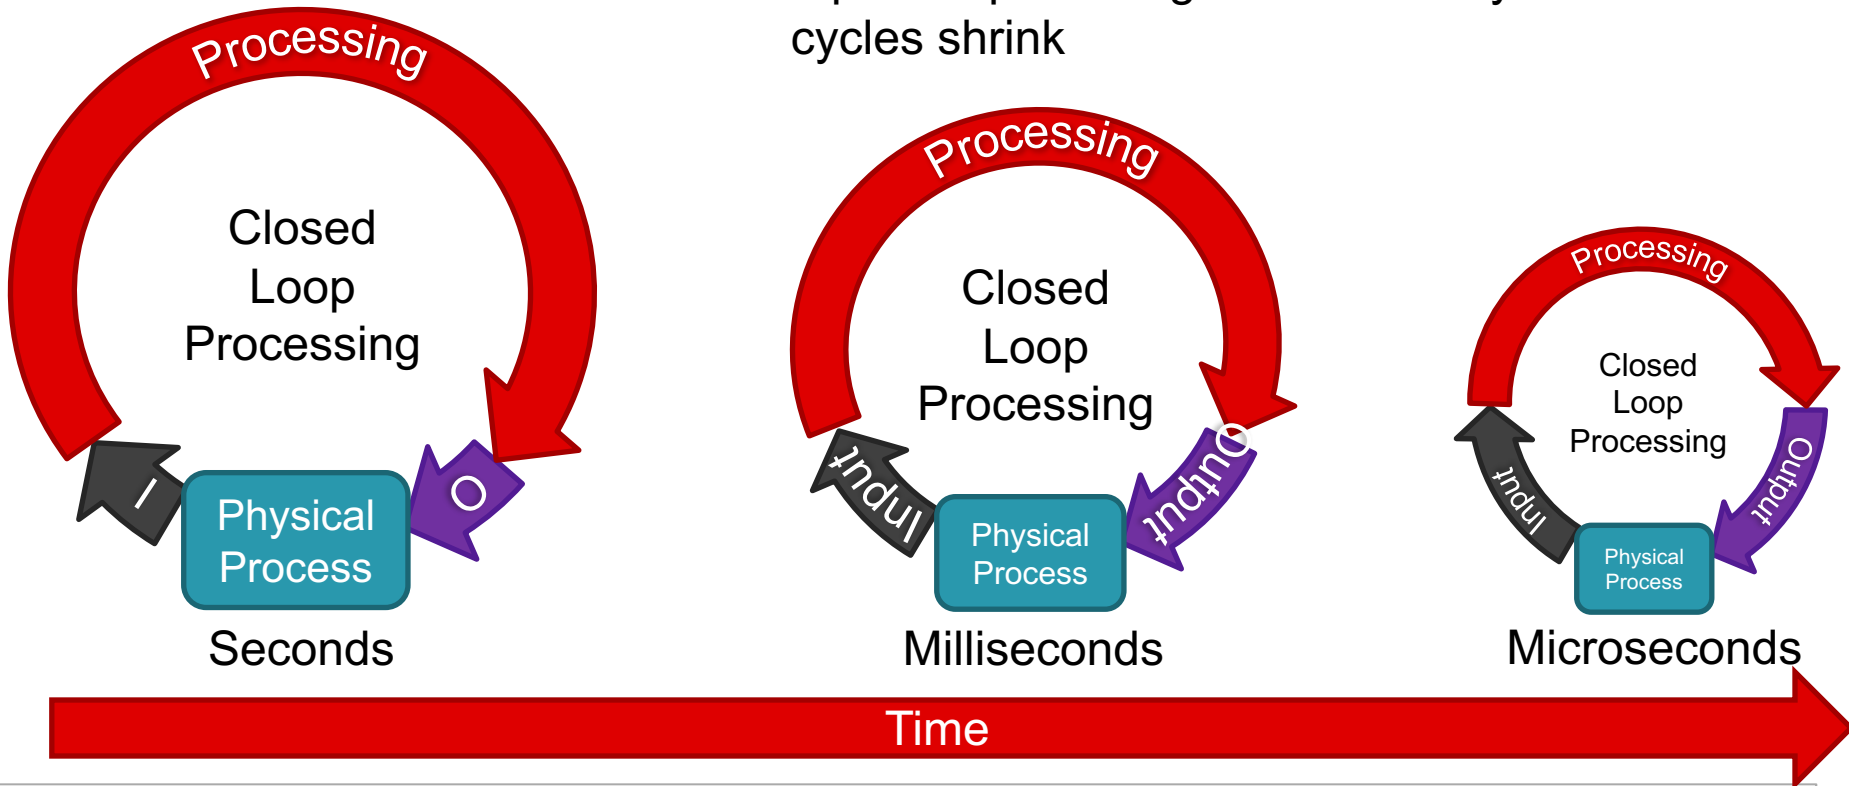 cycles shrink
Processing
Closed
Loop
Processing
I
O
Physical
Process
Seconds
Processing
Closed
Loop
Processing
Input
Output
Physical
Process
Milliseconds
Processing
Closed
Loop
Processing
Input
Output
Physical
Process
Microseconds
Time